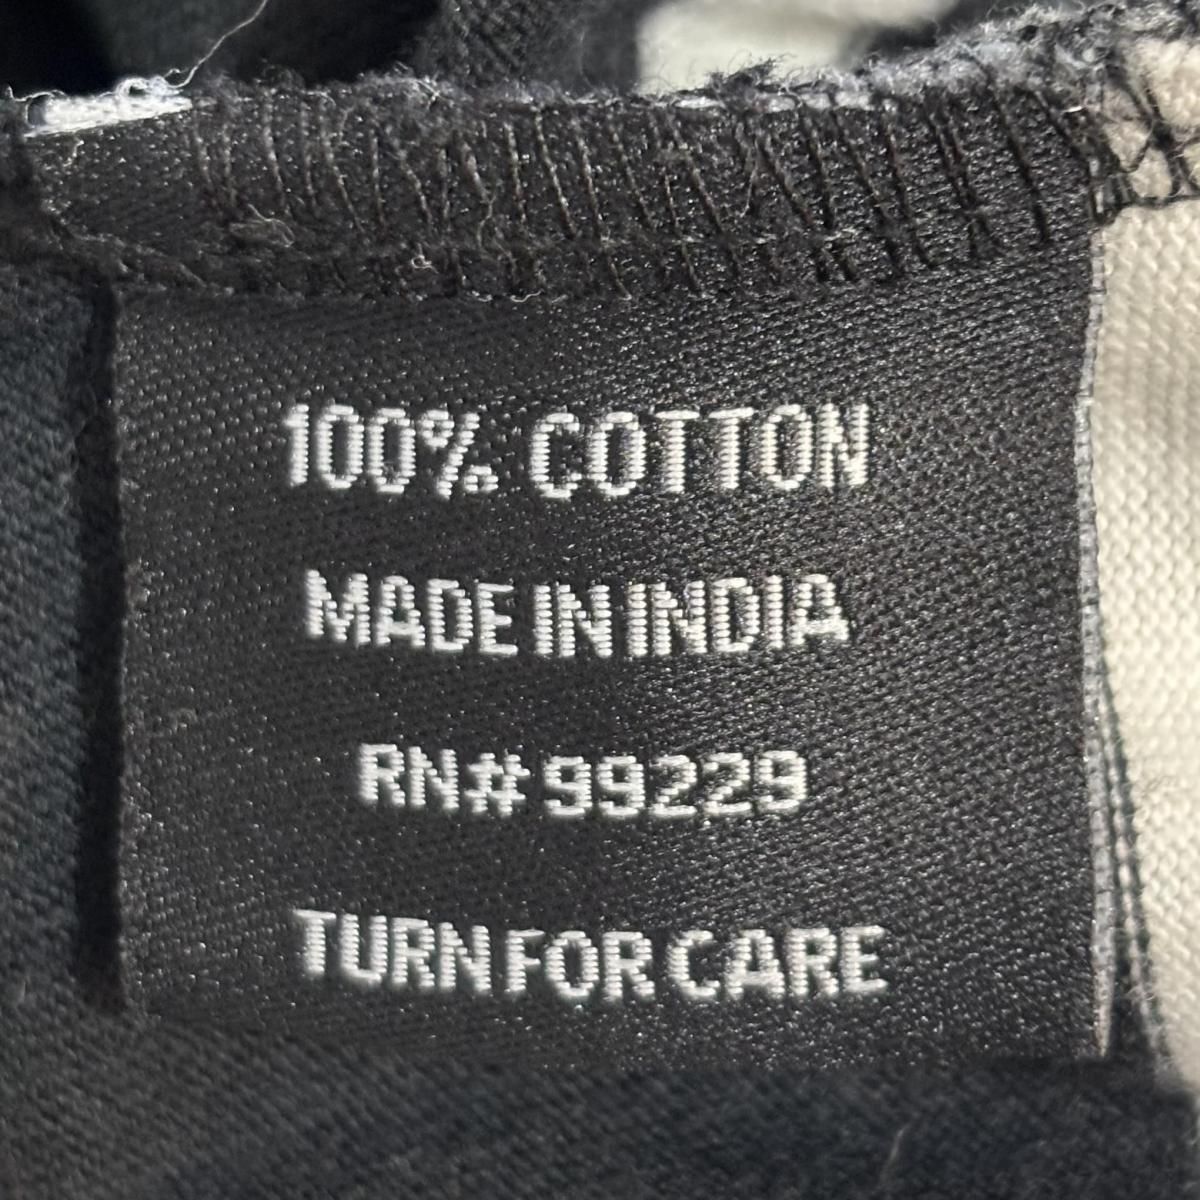 100% COTTON
MADE IN INDIA
RN# 99229
TURN FOR CARE